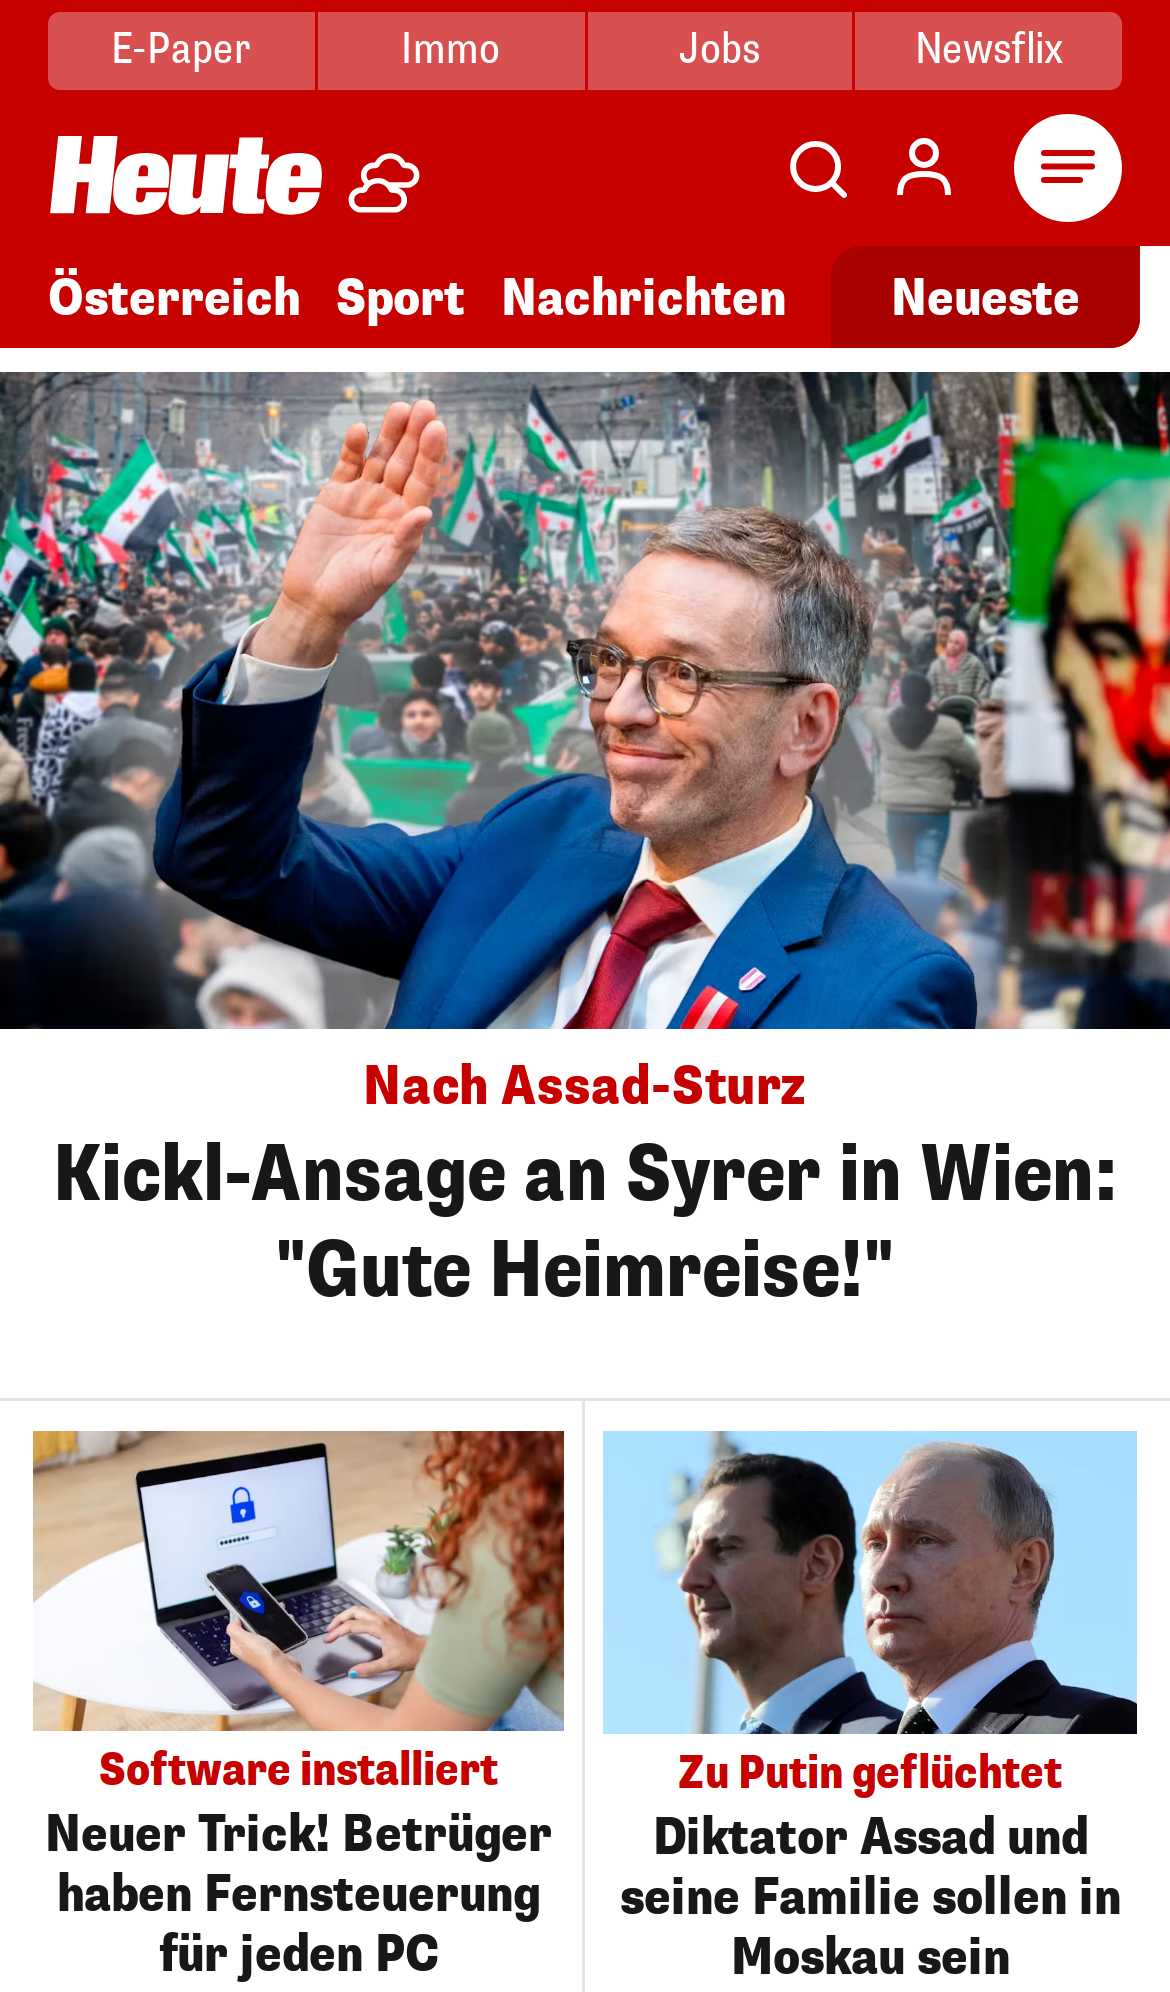 E-Paper
Immo
Jobs
Newsflix
Heute
Österreich
Sport
Nachrichten
Neueste
Nach Assad-Sturz
Kickl-Ansage an Syrer in Wien:
"Gute Heimreise!"
Software installiert
Neuer Trick! Betrüger
haben Fernsteuerung
für jeden PC
Zu Putin geflüchtet
Diktator Assad und
seine Familie sollen in
Moskau sein